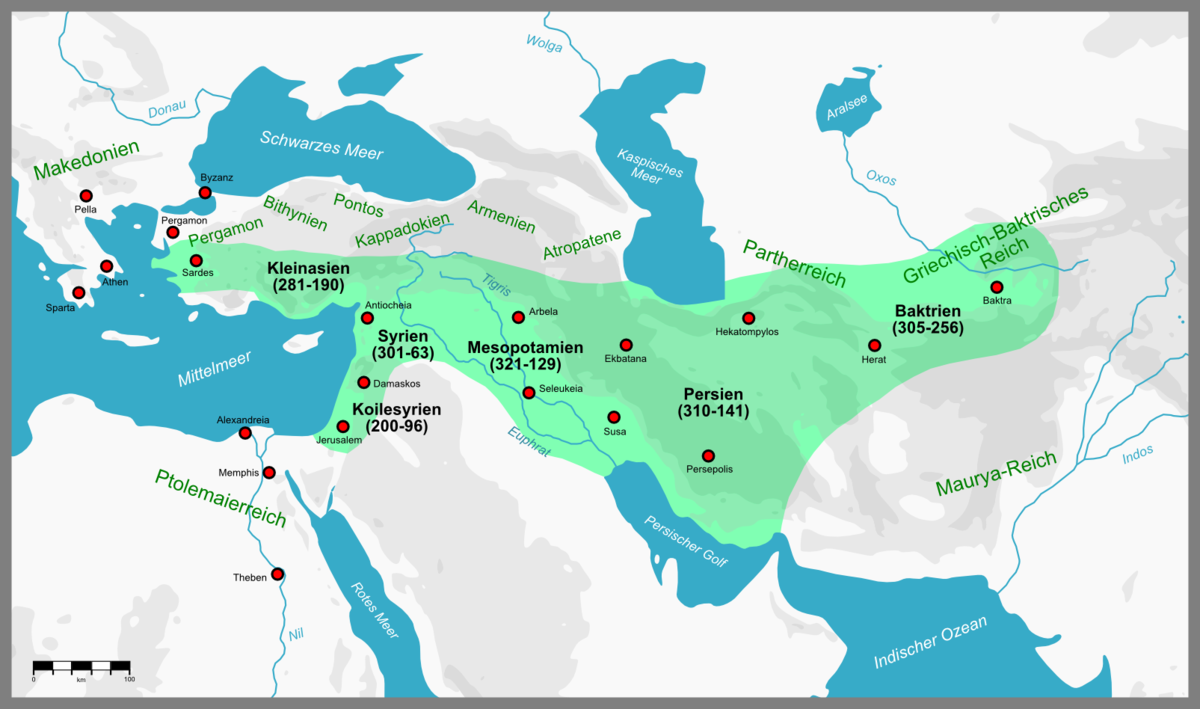 Wolga
Donau
Aralsee
Schwarzes Meer
Kaspisches
Meer
Makedonien
Oxos
Byzanz
Pella
Pergamon
Pergamon
Bithynien
Pontos
Kappadokien
Armenien
Atropatene
Partherreich
Griechisch-Baktrisches
Reich
Sardes
Kleinasien
(281-190)
Tigris
Athen
Sparta
Baktra
Antiocheia
Arbela
Hekatompylos
Baktrien
(305-256)
Syrien
(301-63)
Mesopotamien
(321-129)
Ekbatana
Herat
Mittelmeer
Damaskos
Seleukeia
Persien
(310-141)
Koilesyrien
(200-96)
Alexandreia
Jerusalem
Susa
Euphrat
Memphis
Persepolis
Indos
Maurya-Reich
Ptolemaierreich
Persischer Golf
Theben
Rotes Meer
Nil
Indischer Ozean
0
km
100